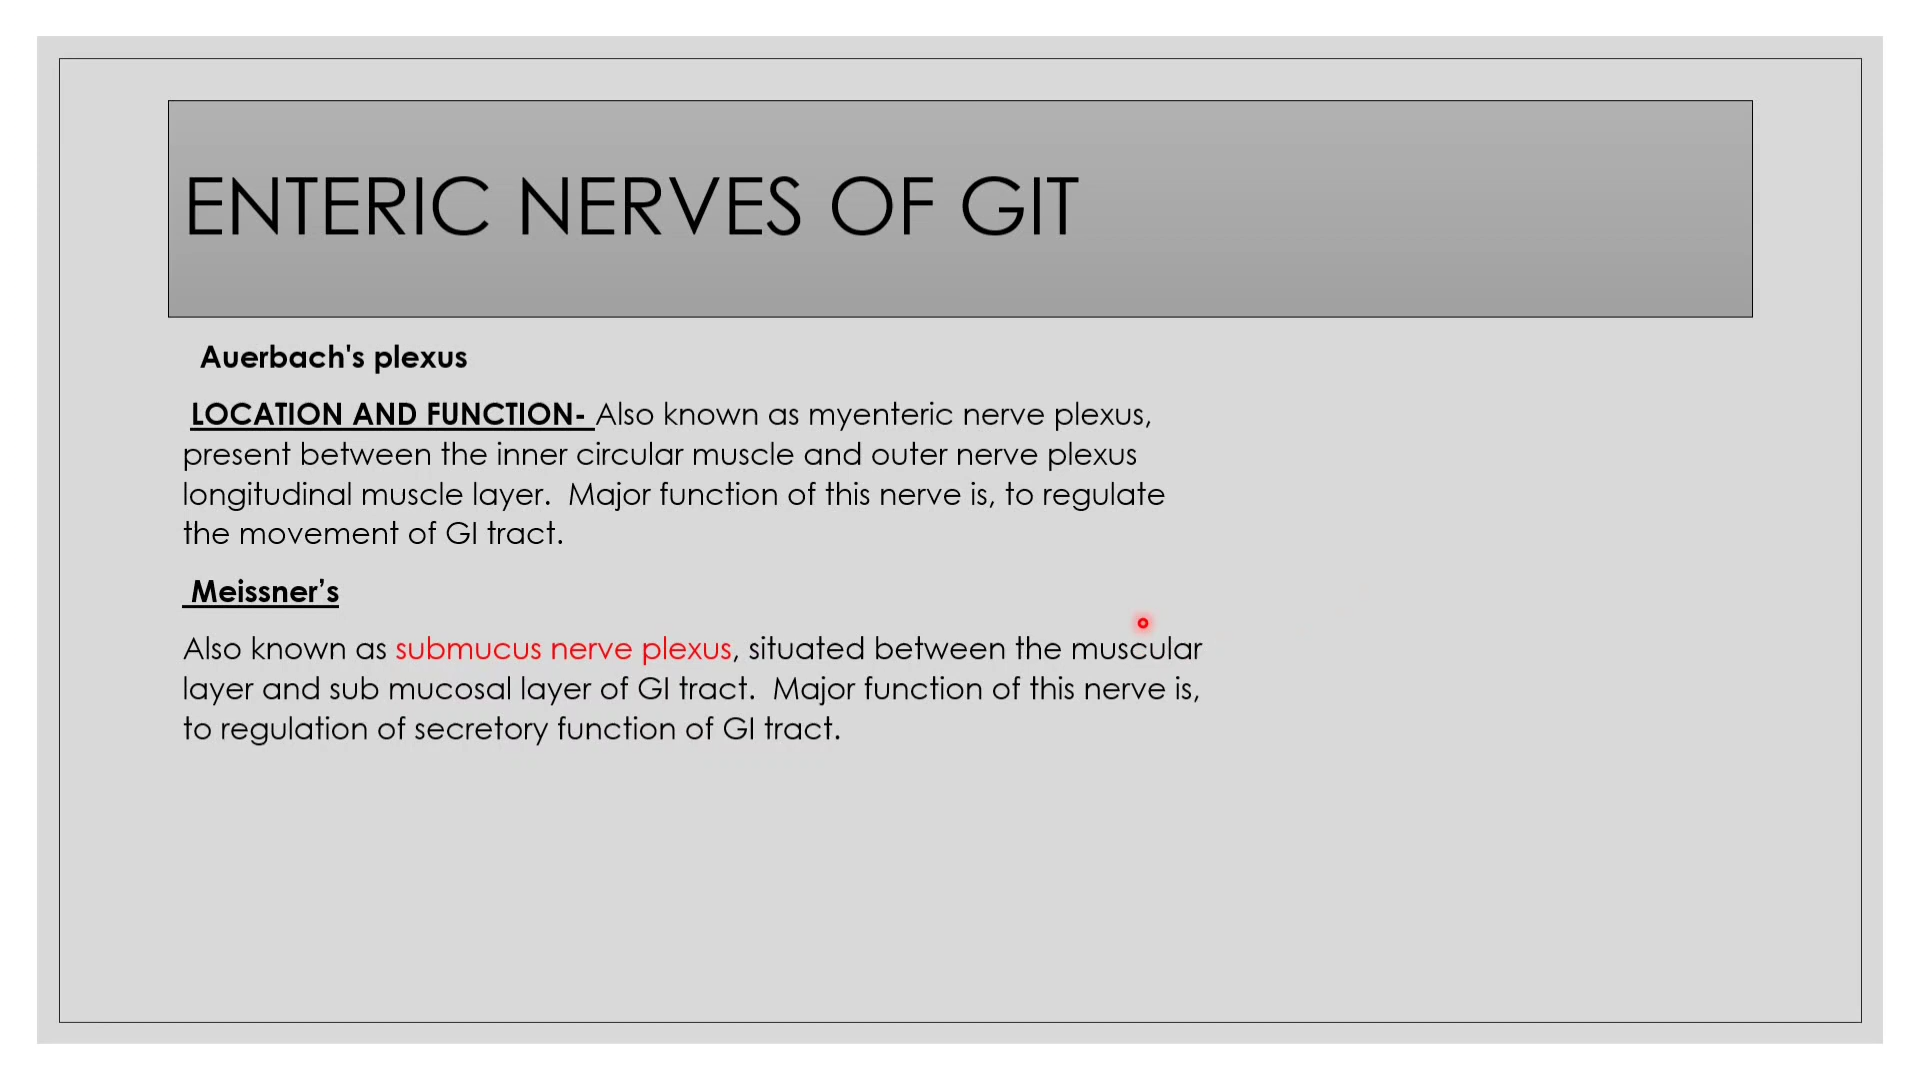 ENTERIC NERVES OF GIT
Auerbach's plexus
LOCATION AND FUNCTION- Also known as myenteric nerve plexus,
present between the inner circular muscle and outer nerve plexus
longitudinal muscle layer.  Major function of this nerve is, to regulate
the movement of GI tract.
Meissner’s
Also known as submucus nerve plexus, situated between the muscular
layer and sub mucosal layer of GI tract.  Major function of this nerve is,
to regulation of secretory function of GI tract.